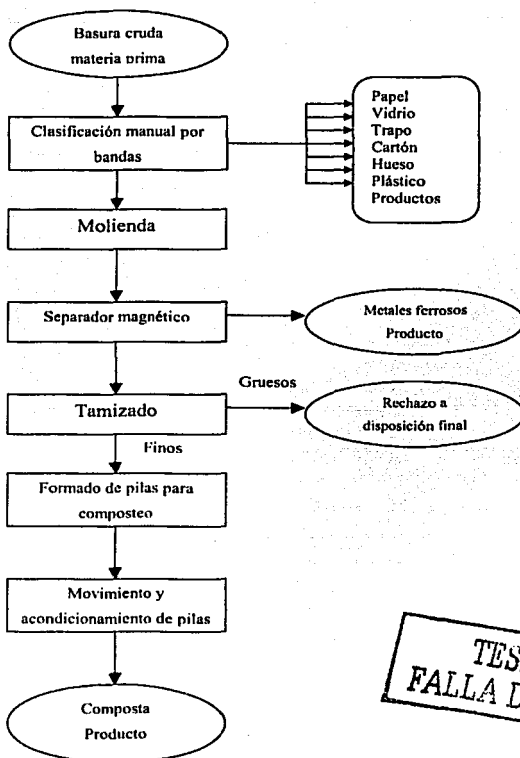 Basura cruda
materia prima
Clasificación manual por
bandas
Papel
Vidrio
Trapo
Cartón
Hueso
Plástico
Productos
Molienda
Separador magnético
Metales ferrosos
Producto
Gruesos
Tamizado
Rechazo a
disposición final
Finos
Formado de pilas para
composteo
Movimiento y
acondicionamiento de pilas
FALLA
Composta
Producto